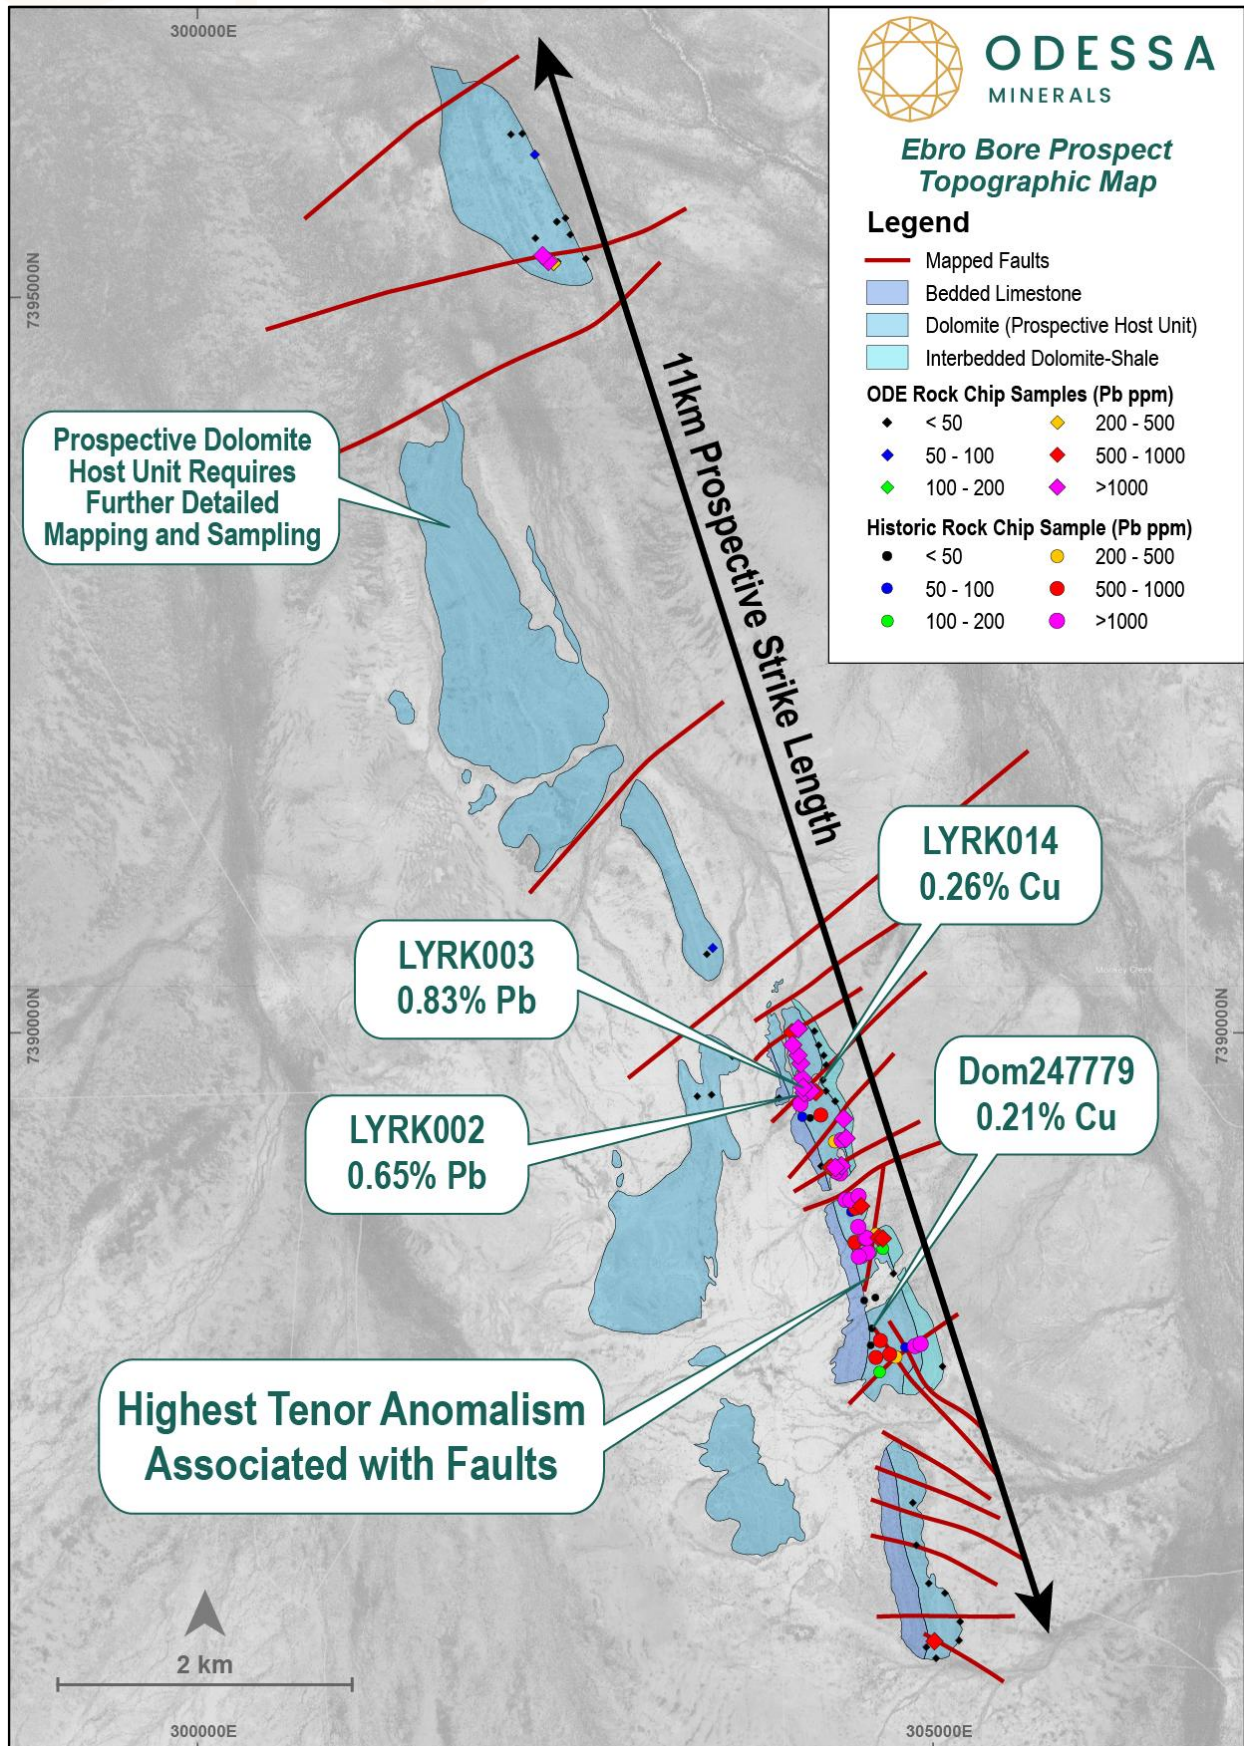 300000E
ODESSA
MINERALS
Ebro Bore Prospect
Topographic Map
Legend
Mapped Faults
Bedded Limestone
Dolomite (Prospective Host Unit)
Interbedded Dolomite-Shale
ODE Rock Chip Samples (Pb ppm)
< 50
200 - 500
50 - 100
500 - 1000
100 - 200
>1000
Historic Rock Chip Sample (Pb ppm)
< 50
200 - 500
50 - 100
500 - 1000
100 - 200
>1000
7395000N
11km Prospective Strike Length
Prospective Dolomite
Host Unit Requires
Further Detailed
Mapping and Sampling
LYRK014
0.26% Cu
LYRK003
0.83% Pb
7390000N
7390000N
Dom247779
0.21% Cu
LYRK002
0.65% Pb
Highest Tenor Anomalism
Associated with Faults
2 km
300000E
305000E